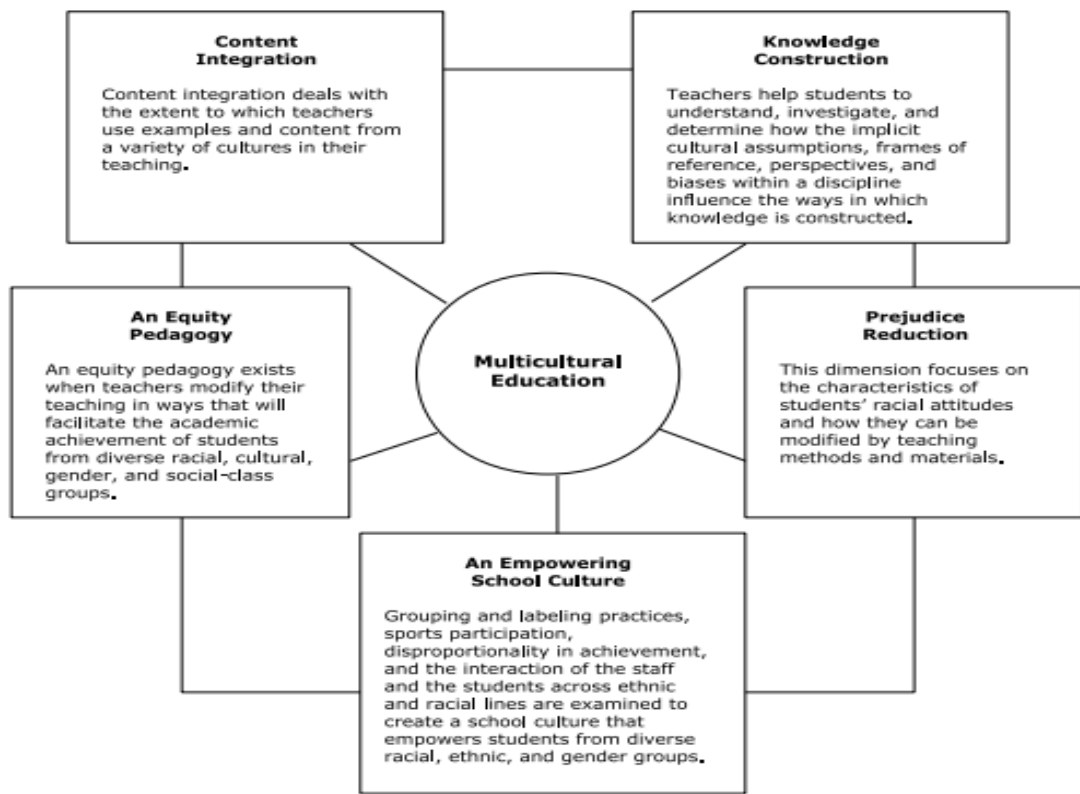 Content
Integration
Content integration deals with
the extent to which teachers
use examples and content from
a variety of cultures in their
teaching.
Knowledge
Construction
Teachers help students to
understand, investigate, and
determine how the implicit
cultural assumptions, frames of
reference, perspectives, and
biases within a discipline
influence the ways in which
knowledge is constructed.
An Equity
Pedagogy
An equity pedagogy exists
when teachers modify their
teaching in ways that will
facilitate the academic
achievement of students
from diverse racial, cultural,
gender, and social-class
groups.
Multicultural
Education
Prejudice
Reduction
This dimension focuses on
the characteristics of
students’ racial attitudes
and how they can be
modified by teaching
methods and materials.
An Empowering
School Culture
Grouping and labeling practices,
sports participation,
disproportionality in achievement,
and the interaction of the staff
and the students across ethnic
and racial lines are examined to
create a school culture that
empowers students from diverse
racial, ethnic, and gender groups.